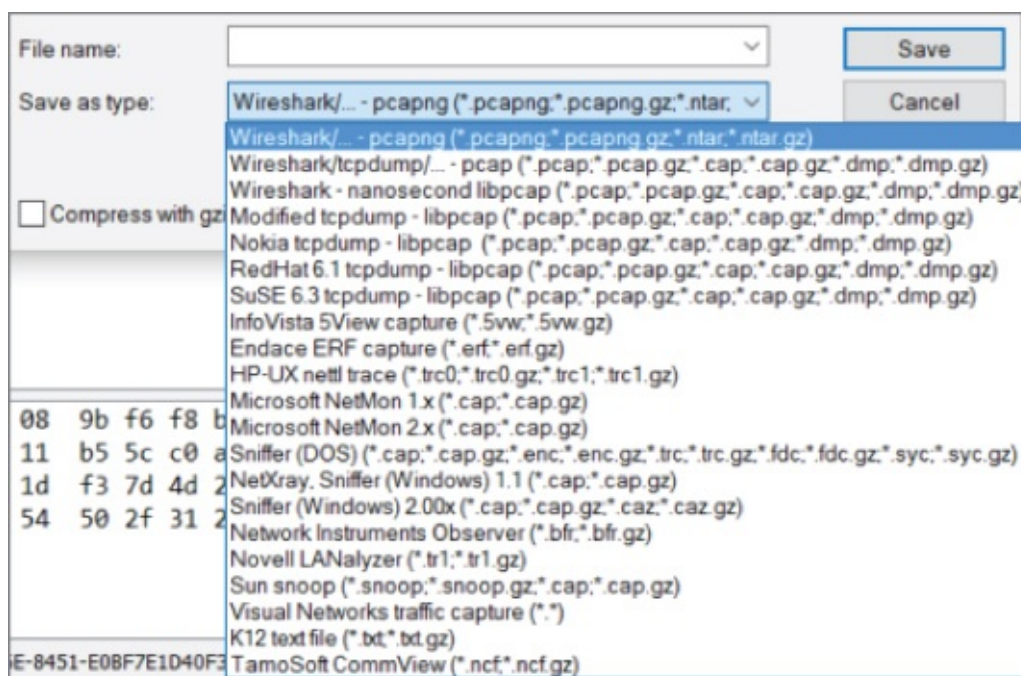 File name:
Save
Save as type:
Wireshark/... - pcapng (*.pcapng;*.pcapng.gz;*.ntar;
Cancel
Wireshark/... - pcapng (*.pcapng;*.pcapng.gz;*.ntar;*.ntar.gz)
Wireshark/tcpdump/... - pcap (*.pcap;*.pcap.gz;*.cap;*.cap.gz;*.dmp;*.dmp.gz)
Wireshark - nanosecond libpcap (*.pcap;*.pcap.gz;*.cap;*.cap.gz;*.dmp;*.dmp.gz)
Compress with gzi
Modified tcpdump - libpcap (*.pcap;*.pcap.gz;*.cap;*.cap.gz;*.dmp;*.dmp.gz)
Nokia tcpdump - libpcap (*.pcap;*.pcap.gz;*.cap;*.cap.gz;*.dmp;*.dmp.gz)
RedHat 6.1 tcpdump - libpcap (*.pcap;*.pcap.gz;*.cap;*.cap.gz;*.dmp;*.dmp.gz)
SuSE 6.3 tcpdump - libpcap (*.pcap;*.pcap.gz;*.cap;*.cap.gz;*.dmp;*.dmp.gz)
InfoVista 5View capture (*.5vw;*.5vw.gz)
Endace ERF capture (*.erf;*.erf.gz)
HP-UX nettl trace (*.trc0;*.trc0.gz;*.trc1;*.trc1.gz)
Microsoft NetMon 1.x (*.cap;*.cap.gz)
Microsoft NetMon 2.x (*.cap;*.cap.gz)
Sniffer (DOS) (*.cap;*.cap.gz;*.enc;*.enc.gz;*.trc;*.trc.gz;*.fdc;*.fdc.gz;*.syc;*.syc.gz)
NetXray, Sniffer (Windows) 1.1 (*.cap;*.cap.gz)
Sniffer (Windows) 2.00x (*.cap;*.cap.gz;*.caz;*.caz.gz)
Network Instruments Observer (*.bfr;*.bfr.gz)
Novell LANalyzer (*.tr1;*.tr1.gz)
Sun snoop (*.snoop;*.snoop.gz;*.cap;*.cap.gz)
Visual Networks traffic capture (*.*)
K12 text file (*.txt;*.txt.gz)
TamoSoft CommView (*.ncf;*.ncf.gz)
08 9b f6 f8 b
11 b5 5c c0 a
1d f3 7d 4d 2
54 50 2f 31 2
E-8451-E0BF7E1D40F3